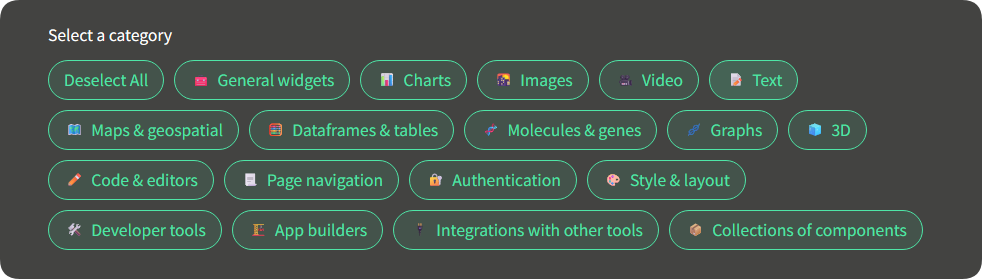 Select a category
Deselect All General widgets Charts Images Video Text
Maps & geospatial Dataframes & tables Molecules & genes Graphs 3D
Code & editors Page navigation Authentication Style & layout
Developer tools App builders Integrations with other tools Collections of components